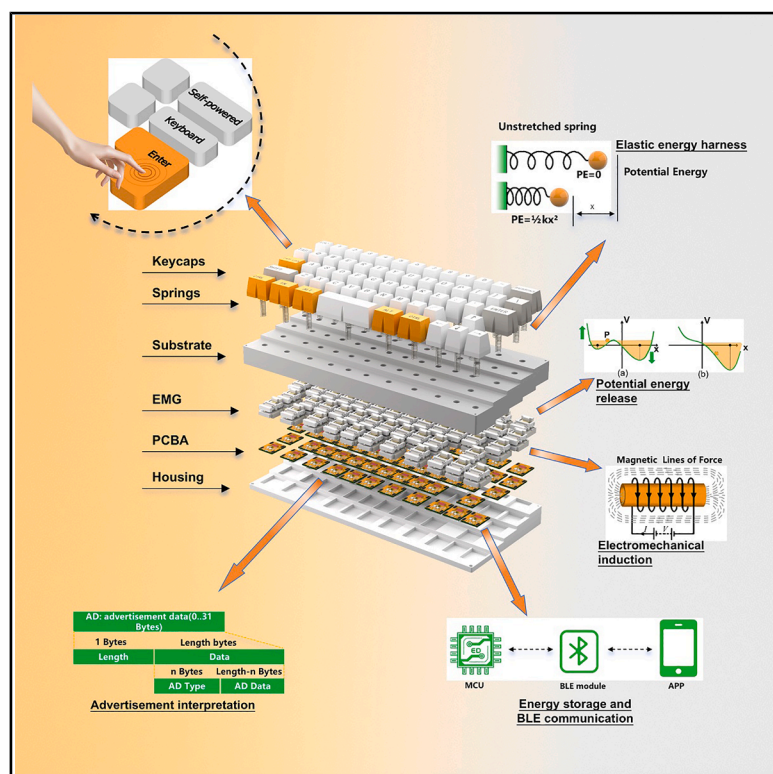 Self-powered
Keyboard
Enter
Unstretched spring
Elastic energy harness
PE=0
Potential Energy
x
PE=½kx²
Keycaps
Springs
Substrate
EMG
PCBA
Housing
V
V
P
x
x
(a)
(b)
Potential energy
release
Magnetic Lines of Force
Electromechanical
induction
AD: advertisement data(0..31
Bytes)
1 Bytes
Length bytes
Length
Data
n Bytes
Length-n Bytes
AD Type
AD Data
Advertisement interpretation
MCU
BLE module
APP
Energy storage and
BLE communication